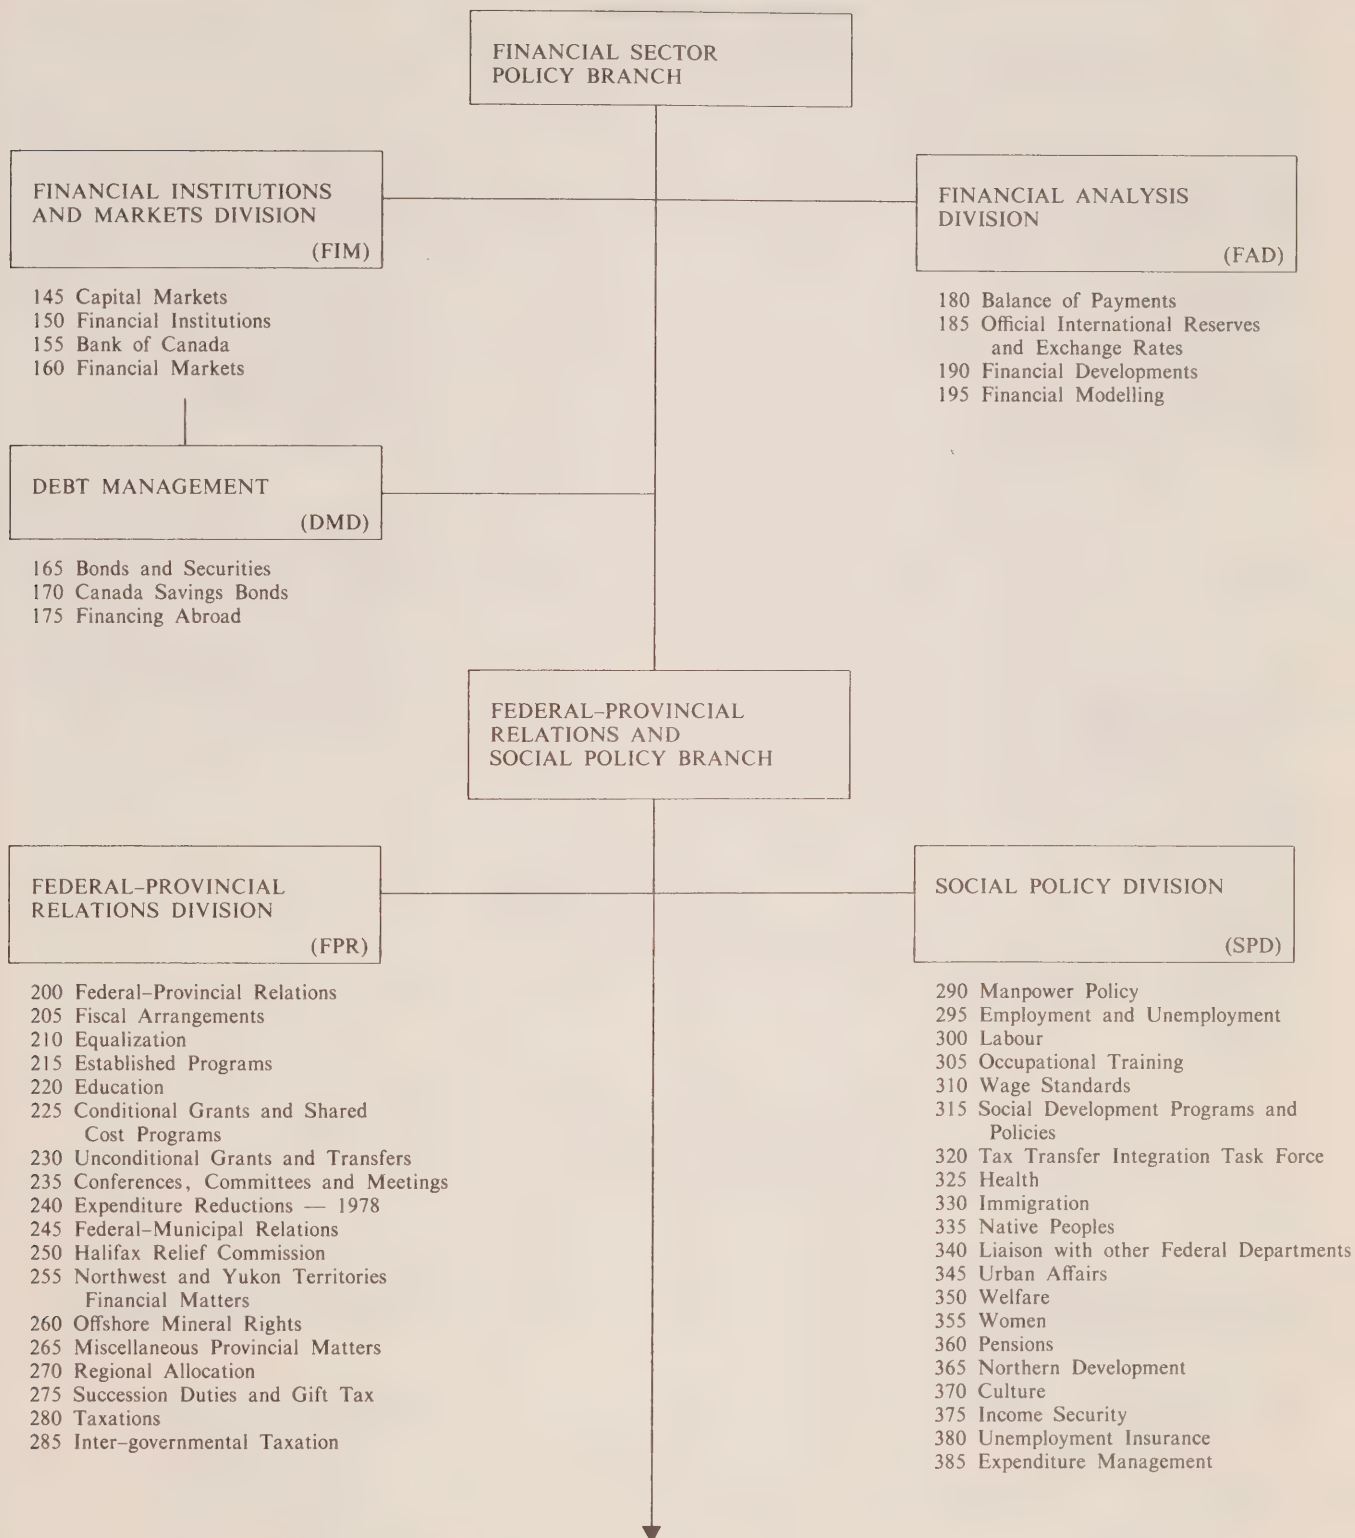 FINANCIAL SECTOR
POLICY BRANCH
FINANCIAL INSTITUTIONS
AND MARKETS DIVISION
(FIM)
145 Capital Markets
150 Financial Institutions
155 Bank of Canada
160 Financial Markets
FINANCIAL ANALYSIS
DIVISION
(FAD)
180 Balance of Payments
185 Official International Reserves
and Exchange Rates
190 Financial Developments
195 Financial Modelling
DEBT MANAGEMENT
(DMD)
165 Bonds and Securities
170 Canada Savings Bonds
175 Financing Abroad
FEDERAL–PROVINCIAL
RELATIONS AND
SOCIAL POLICY BRANCH
FEDERAL–PROVINCIAL
RELATIONS DIVISION
(FPR)
200 Federal–Provincial Relations
205 Fiscal Arrangements
210 Equalization
215 Established Programs
220 Education
225 Conditional Grants and Shared
Cost Programs
230 Unconditional Grants and Transfers
235 Conferences, Committees and Meetings
240 Expenditure Reductions — 1978
245 Federal–Municipal Relations
250 Halifax Relief Commission
255 Northwest and Yukon Territories
Financial Matters
260 Offshore Mineral Rights
265 Miscellaneous Provincial Matters
270 Regional Allocation
275 Succession Duties and Gift Tax
280 Taxations
285 Inter–governmental Taxation
SOCIAL POLICY DIVISION
(SPD)
290 Manpower Policy
295 Employment and Unemployment
300 Labour
305 Occupational Training
310 Wage Standards
315 Social Development Programs and
Policies
320 Tax Transfer Integration Task Force
325 Health
330 Immigration
335 Native Peoples
340 Liaison with other Federal Departments
345 Urban Affairs
350 Welfare
355 Women
360 Pensions
365 Northern Development
370 Culture
375 Income Security
380 Unemployment Insurance
385 Expenditure Management